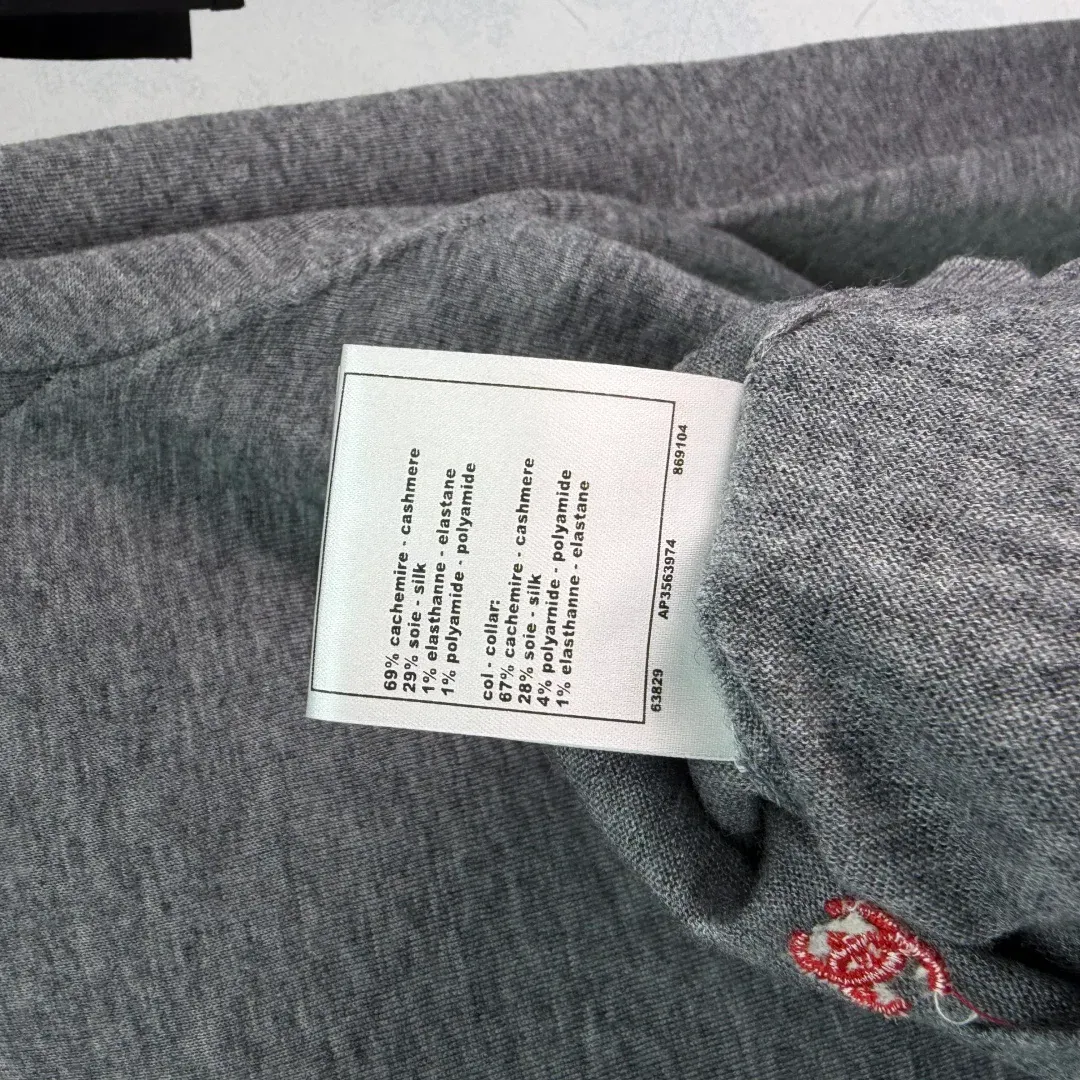 69% cachemire - cashmere
29% soie - silk
1% elasthanne - elastane
1% polyamide - polyamide
col - collar:
67% cachemire - cashmere
28% soie - silk
4% polyarnide - polyamide
1% elasthanne - elastane
63829 AP3563974 869104